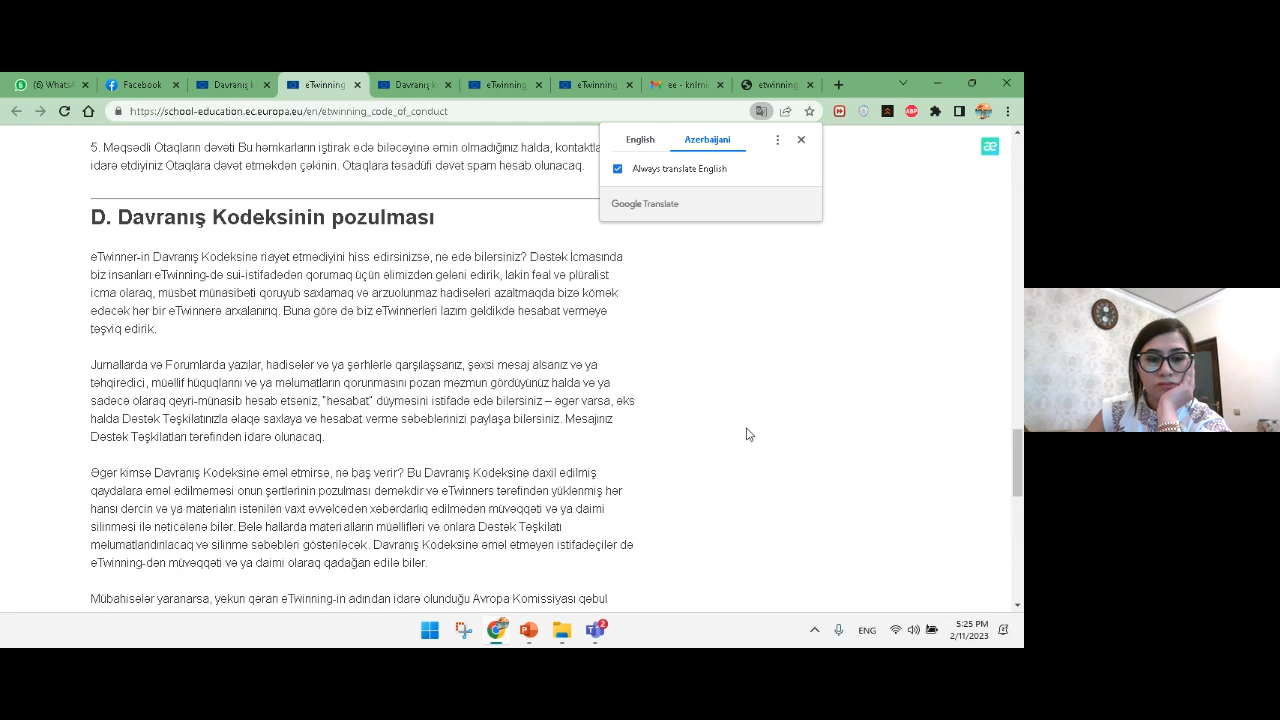 (6) WhatsA
Facebook
Davranış k
eTwinning
Davranış ko
eTwinning
eTwinning
ee - knlmi
etwinning
https://school-education.ec.europa.eu/en/etwinning_code_of_conduct
English
Azerbaijani
Always translate English
Google Translate
5. Məqsədli Otaqların dəvəti Bu həmkarların iştirak edə biləcəyinə əmin olmadığınız halda, kontaktla
idarə etdiyiniz Otaqlara dəvət etməkdən çəkinin. Otaqlara təsadüfi dəvət spam hesab olunacaq.
D. Davranış Kodeksinin pozulması
eTwinner-in Davranış Kodeksinə riayət etmədiyini hiss edirsinizsə, nə edə bilərsiniz? Dəstək İcmasında
biz insanları eTwinning-də sui-istifadədən qorumaq üçün əlimizdən gələni edirik, lakin fəal və plüralist
icma olaraq, müsbət münasibəti qoruyub saxlamaq və arzuolunmaz hadisələri azaltmaqda bizə kömək
edəcək hər bir eTwinnerə arxalanırıq. Buna görə də biz eTwinnerləri lazım gəldikdə hesabat verməyə
təşviq edirik.
Jurnallarda və Forumlarda yazılar, hadisələr və ya şərhlərlə qarşılaşsanız, şəxsi mesaj alsanız və ya
təhqiredici, müəllif hüquqlarını və ya məlumatların qorunmasını pozan məzmun gördüyünüz halda və ya
sadəcə olaraq qeyri-münasib hesab etsəniz, "hesabat" düyməsini istifadə edə bilərsiniz – əgər varsa, əks
halda Dəstək Təşkilatınızla əlaqə saxlaya və hesabat vermə səbəblərinizi paylaşa bilərsiniz. Mesajınız
Dəstək Təşkilatları tərəfindən idarə olunacaq.
Əgər kimsə Davranış Kodeksinə əməl etmirsə, nə baş verir? Bu Davranış Kodeksinə daxil edilmiş
qaydalara əməl edilməməsi onun şərtlərinin pozulması deməkdir və eTwinners tərəfindən yüklənmiş hər
hansı dərcin və ya materialın istənilən vaxt əvvəlcədən xəbərdarlıq edilmədən müvəqqəti və ya daimi
silinməsi ilə nəticələnə bilər. Belə hallarda materialların müəllifləri və onlara Dəstək Təşkilatı
məlumatlandırılacaq və silinmə səbəbləri göstəriləcək. Davranış Kodeksinə əməl etməyən istifadəçilər də
eTwinning-dən müvəqqəti və ya daimi olaraq qadağan edilə bilər.
Mübahisələr yaranarsa, yekun qərarı eTwinning-in adından idarə olunduğu Avropa Komissiyası qəbul
ENG
5:25 PM
2/11/2023